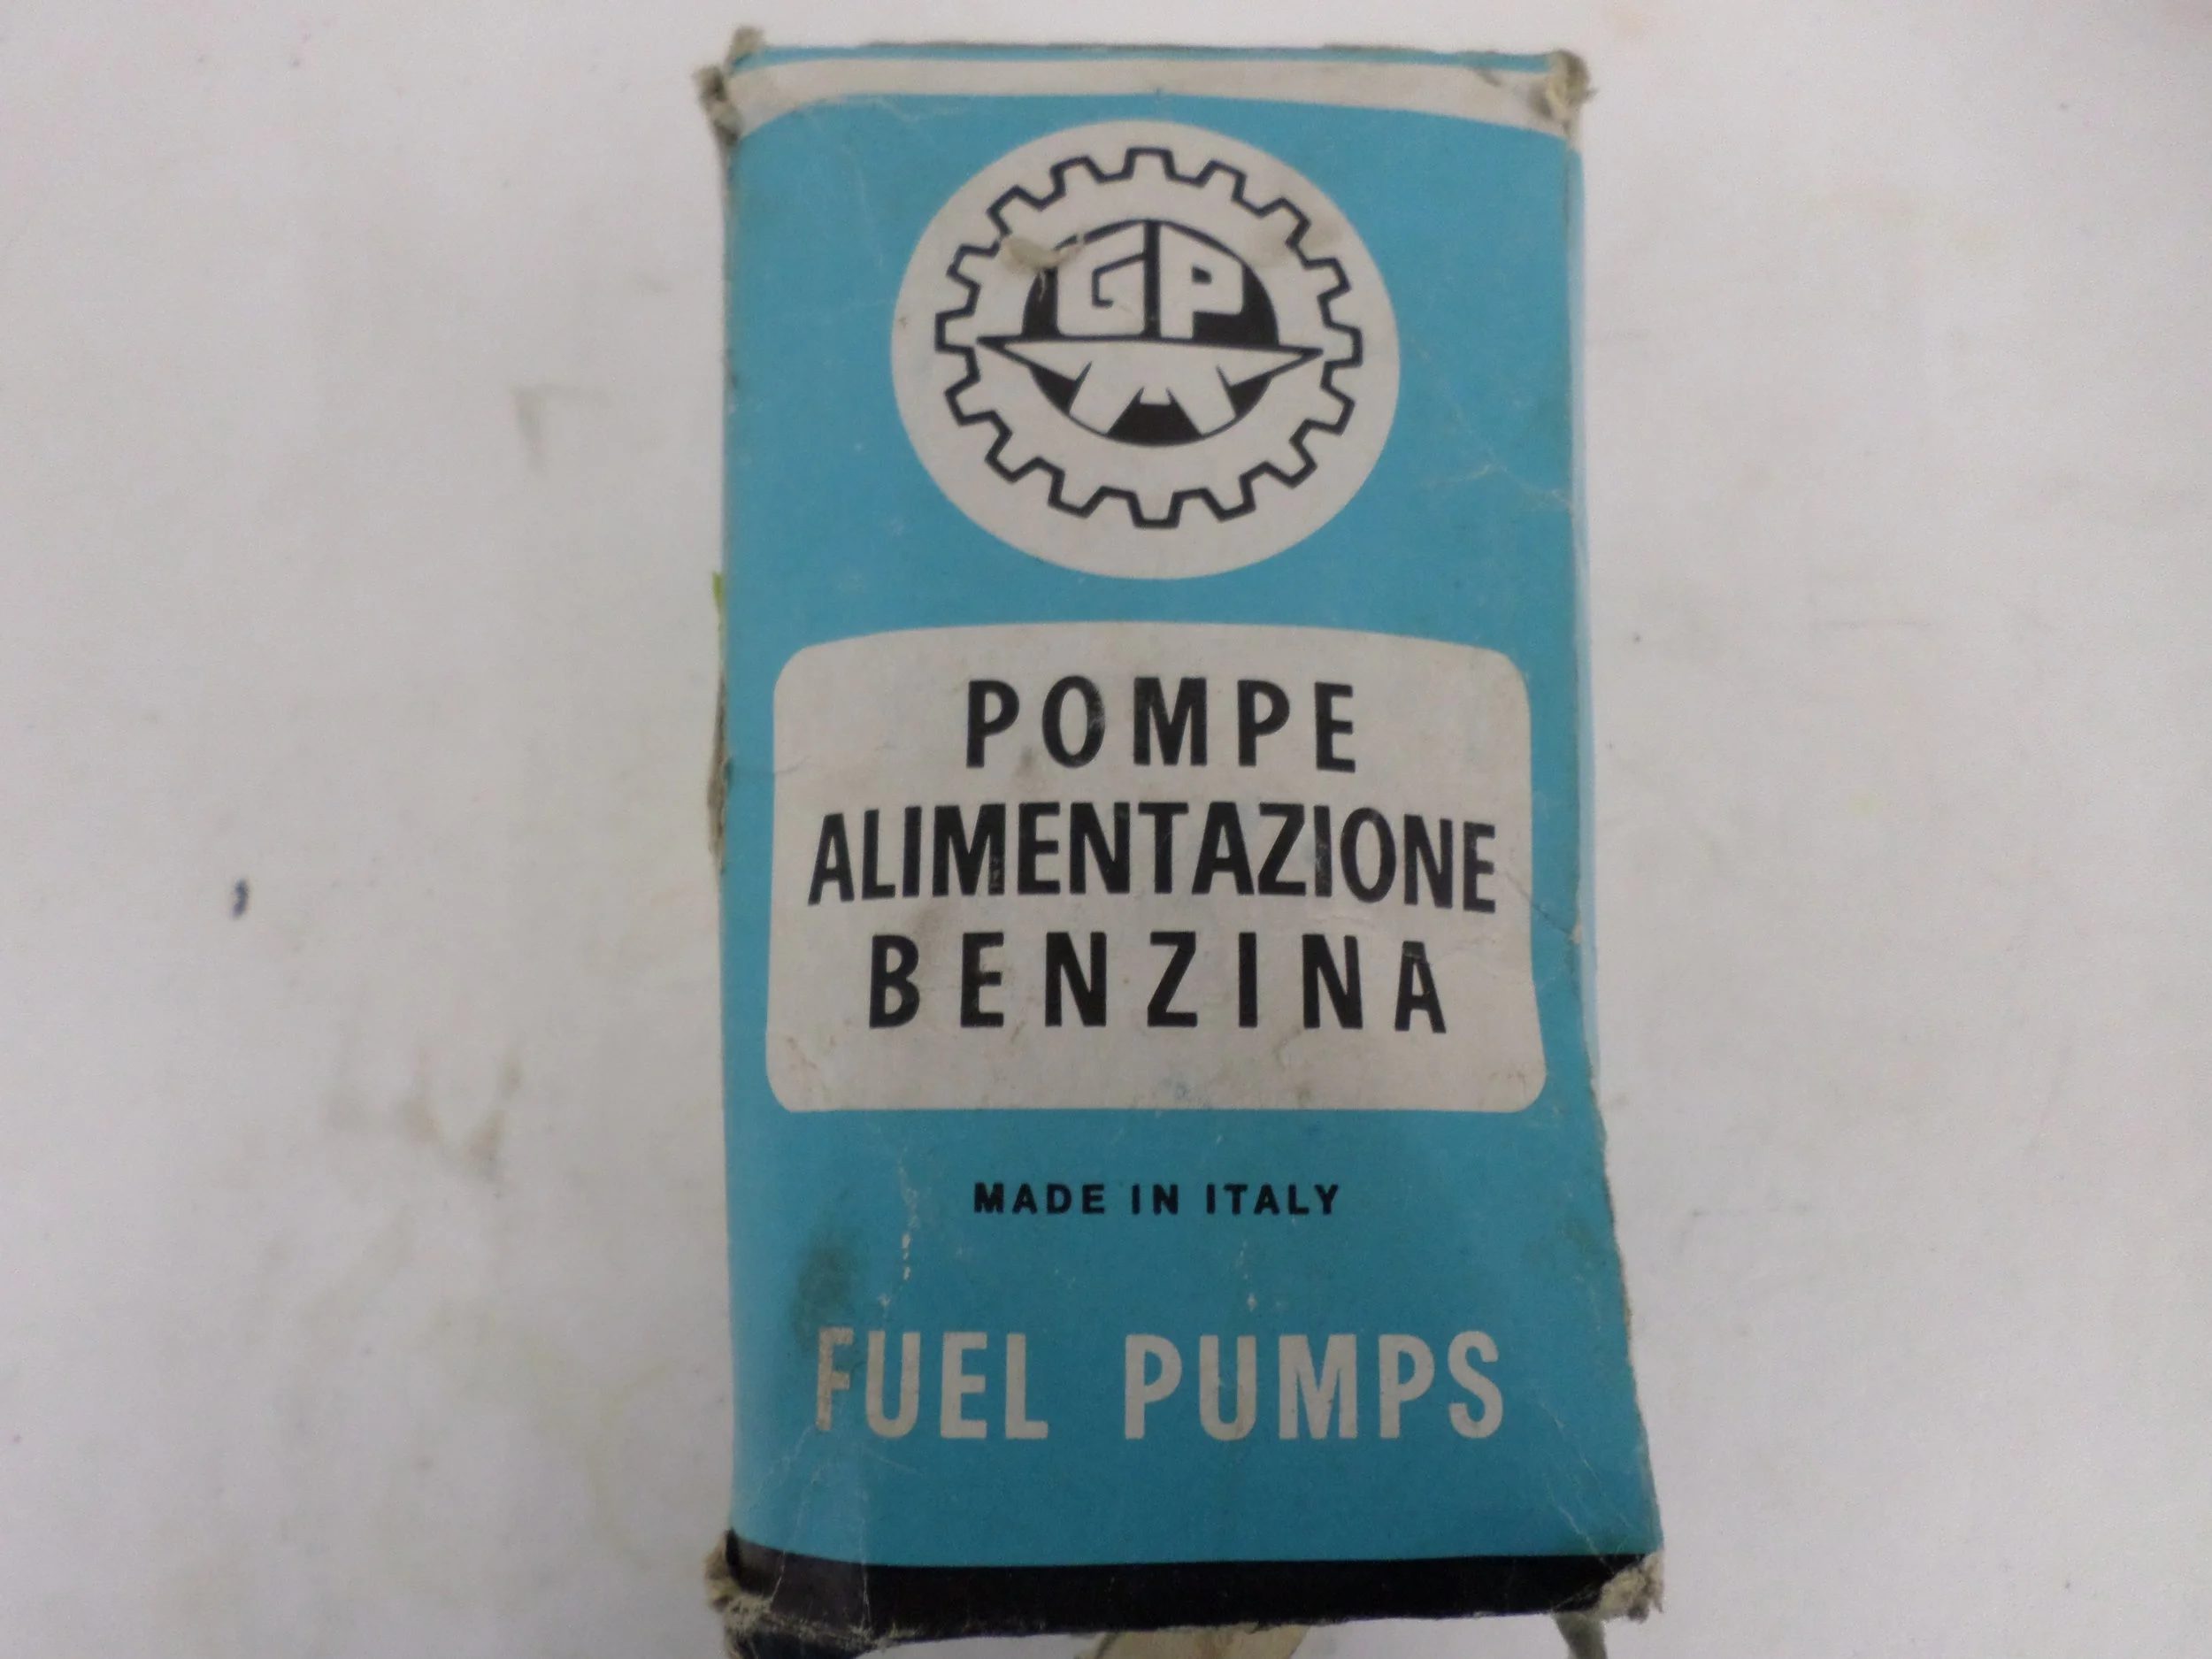 GP
POMPE
ALIMENTAZIONE
BENZINA
MADE IN ITALY
FUEL PUMPS